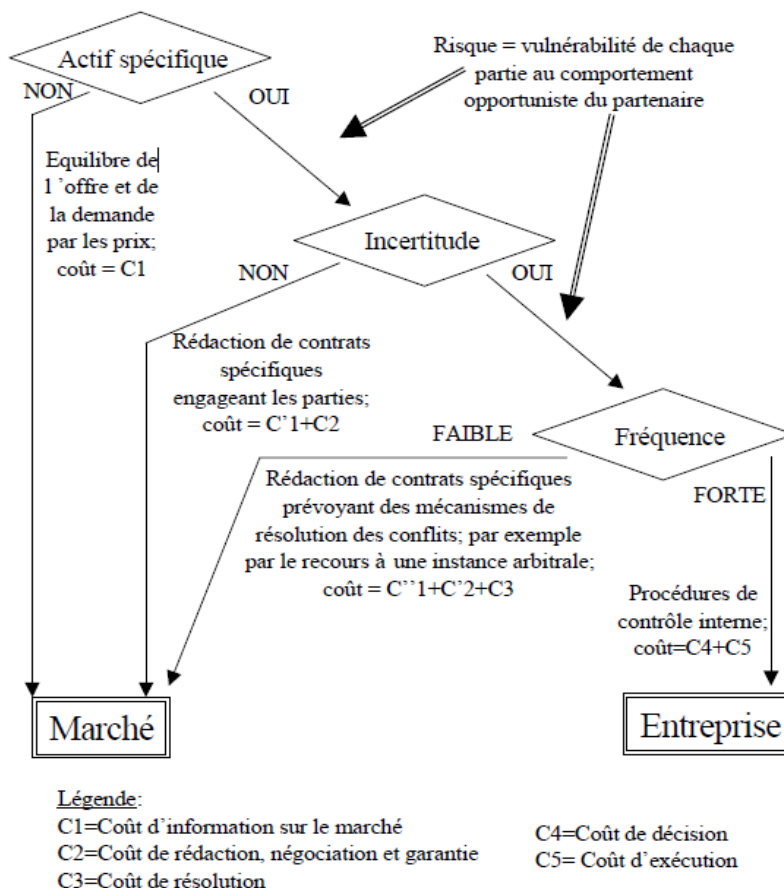 Actif spécifique
NON
OUI
Risque = vulnérabilité de chaque
partie au comportement
opportuniste du partenaire
Equilibre de
l ’offre et de
la demande
par les prix;
coût = C1
Incertitude
NON
OUI
Rédaction de contrats
spécifiques
engageant les parties;
coût = C’1+C2
FAIBLE
Fréquence
FORTE
Rédaction de contrats spécifiques
prévoyant des mécanismes de
résolution des conflits; par exemple
par le recours à une instance arbitrale;
coût = C’’1+C’2+C3
Procédures de
contrôle interne;
coût=C4+C5
Marché
Entreprise
Légende:
C1=Coût d’information sur le marché
C2=Coût de rédaction, négociation et garantie
C3=Coût de résolution
C4=Coût de décision
C5= Coût d’exécution